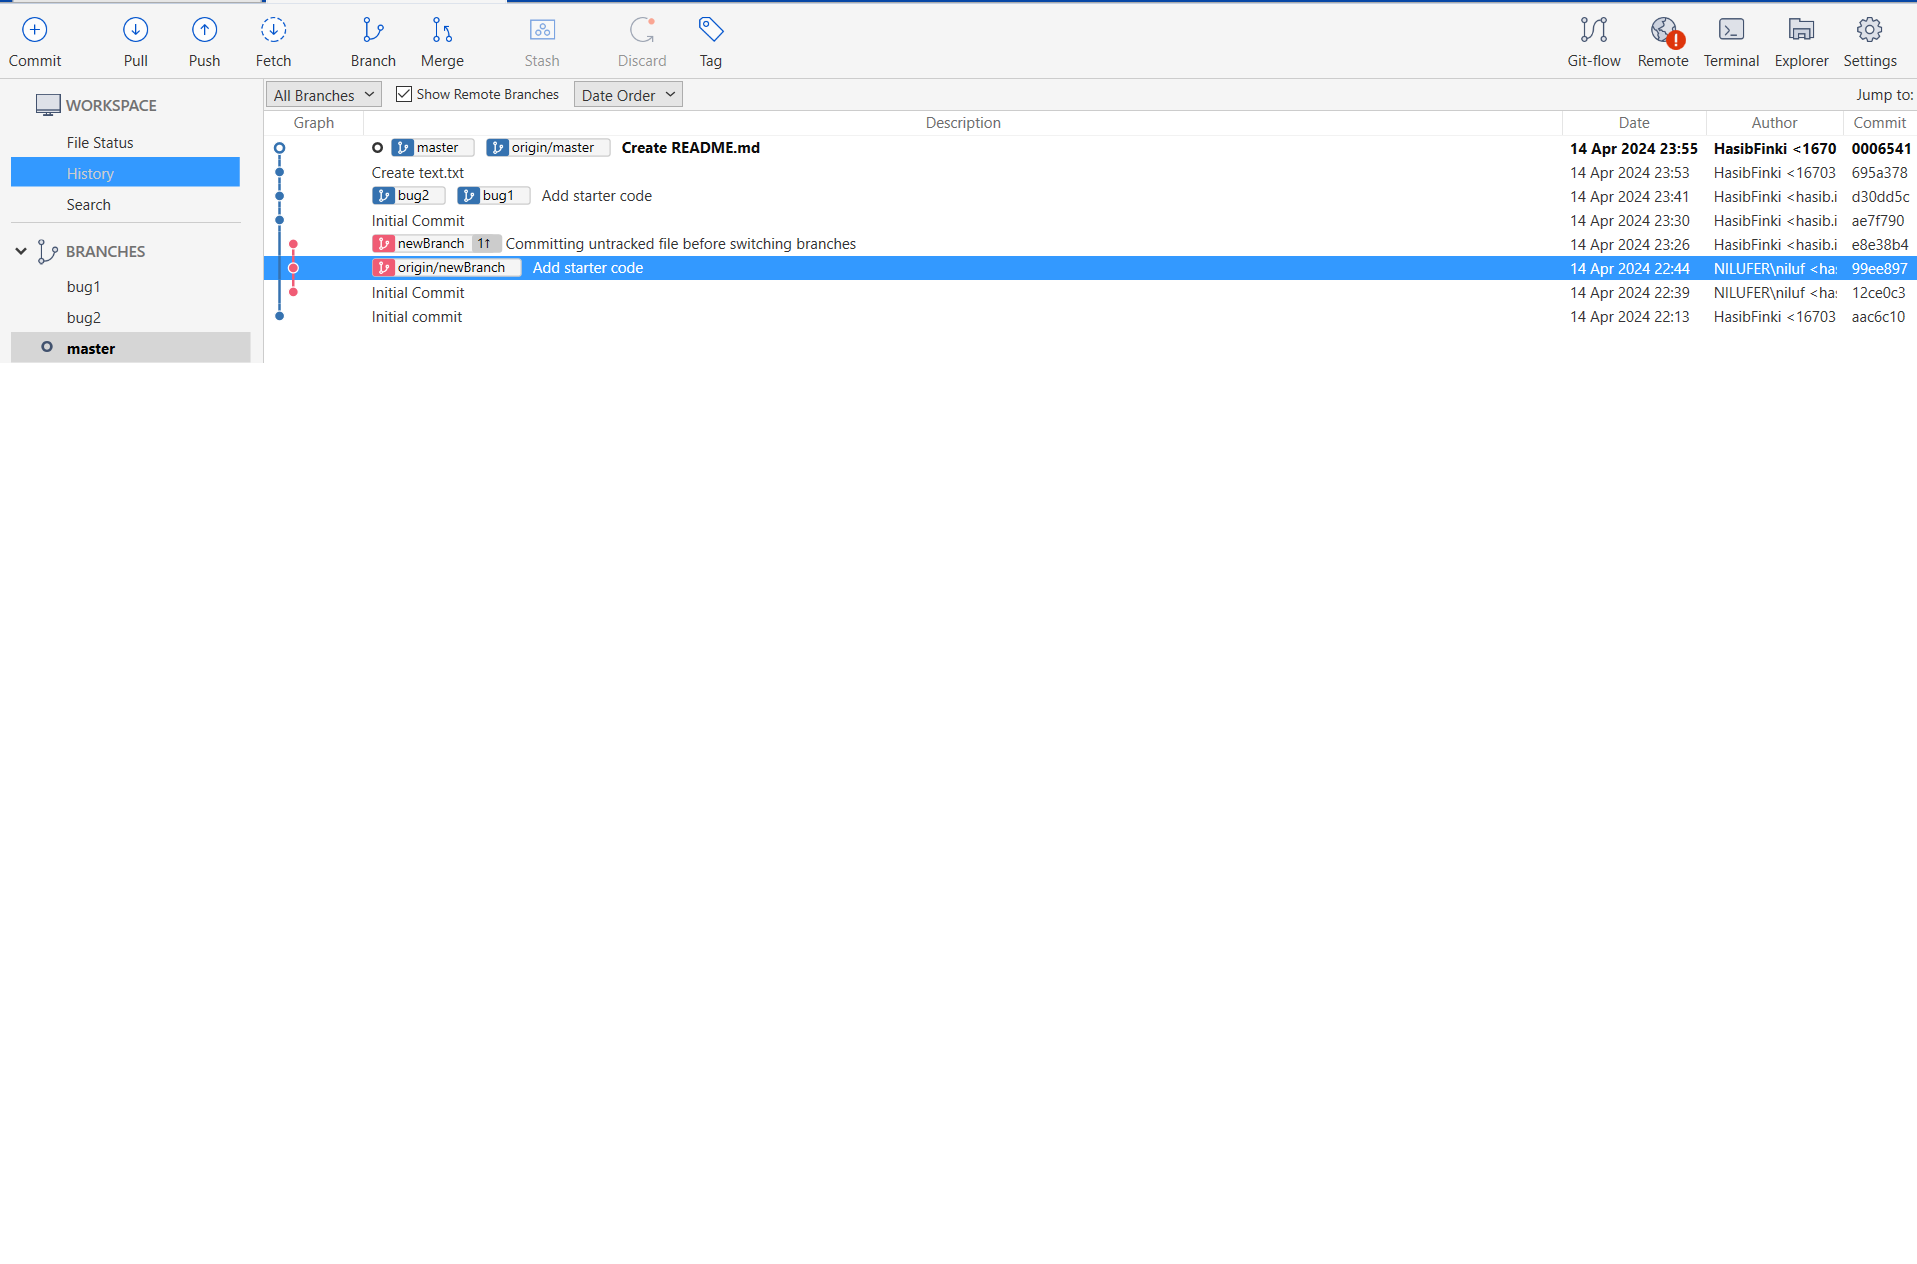 Commit Pull Push Fetch Branch Merge Stash Discard Tag Git-flow Remote Terminal Explorer Settings
WORKSPACE
File Status
History
Search
BRANCHES
bug1
bug2
master
All Branches Show Remote Branches Date Order Jump to:
Graph Description Date Author Commit
master origin/master Create README.md 14 Apr 2024 23:55 HasibFinki <1670 0006541
Create text.txt 14 Apr 2024 23:53 HasibFinki <16703 695a378
bug2 bug1 Add starter code 14 Apr 2024 23:41 HasibFinki <hasib.i d30dd5c
Initial Commit 14 Apr 2024 23:30 HasibFinki <hasib.i ae7f790
newBranch 1↑ Committing untracked file before switching branches 14 Apr 2024 23:26 HasibFinki <hasib.i e8e38b4
origin/newBranch Add starter code 14 Apr 2024 22:44 NILUFER\niluf <ha: 99ee897
Initial Commit 14 Apr 2024 22:39 NILUFER\niluf <ha: 12ce0c3
Initial commit 14 Apr 2024 22:13 HasibFinki <16703 aac6c10